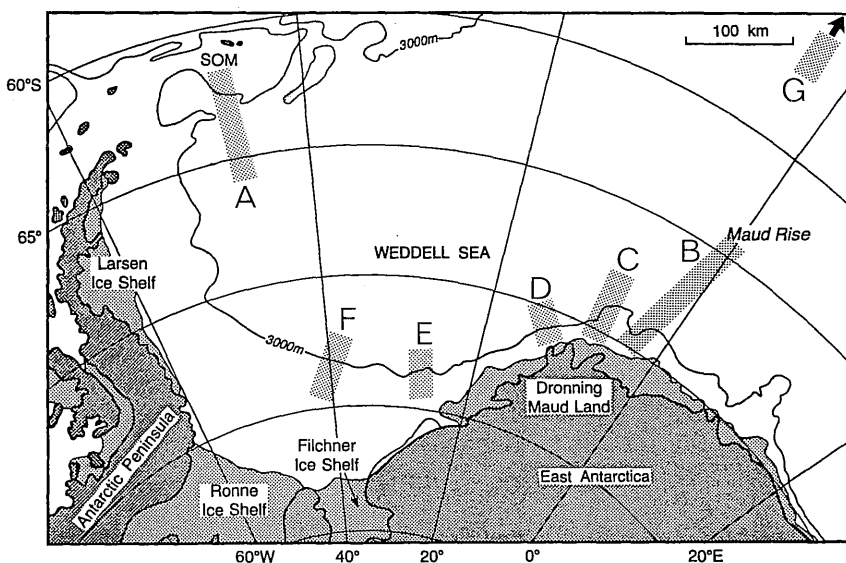 100 km
3000m
SOM
60°S
G
A
65°
Maud Rise
B
WEDDELL SEA
C
Larsen
Ice Shelf
D
F
E
3000m
Dronning
Maud Land
Antarctic Peninsula
Filchner
Ice Shelf
East Antarctica
Ronne
Ice Shelf
60°W
40°
20°
0°
20°E